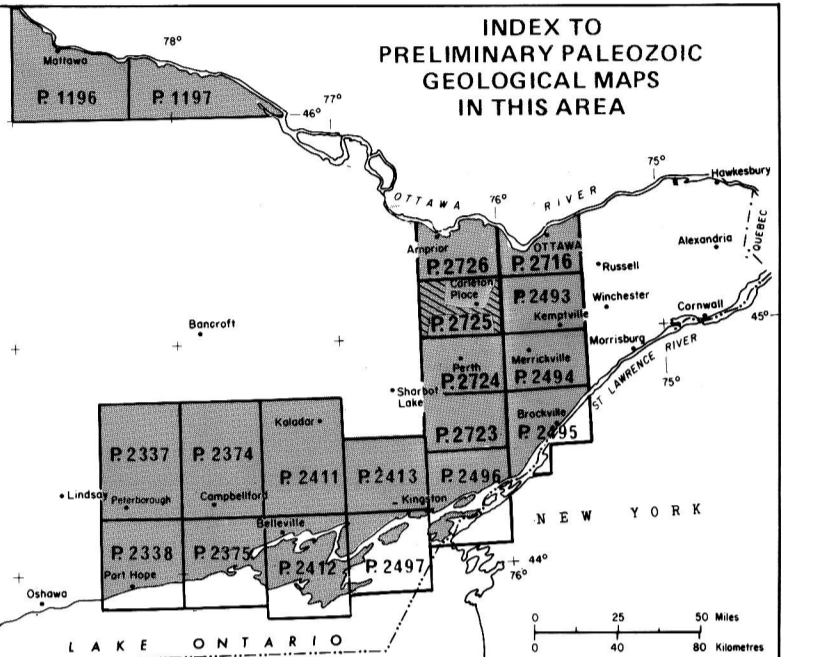 INDEX TO
PRELIMINARY PALEOZOIC
GEOLOGICAL MAPS
IN THIS AREA
78°
Mattawa
P. 1196
P. 1197
77°
46°
75°
Hawkesbury
OTTAWA
76°
RIVER
QUEBEC
Arnprior
OTTAWA
Alexandria
P. 2726
P. 2716
Russell
Carleton
Place
P. 2493
Winchester
Cornwall
P. 2725
Kemptville
45°
Bancroft
Morrisburg
ST LAWRENCE RIVER
Perth
Merrickville
75°
P. 2724
P. 2494
Sharbot
Lake
Brockville
Kaladar
P. 2723
P. 2495
P. 2337
P. 2374
P. 2411
P. 2413
P. 2496
Lindsay
Peterborough
Campbellford
Kingston
NEW YORK
Belleville
P. 2338
P. 2375
P. 2412
P. 2497
44°
76°
Port Hope
Oshawa
LAKE ONTARIO
0 25 50 Miles
0 40 80 Kilometres